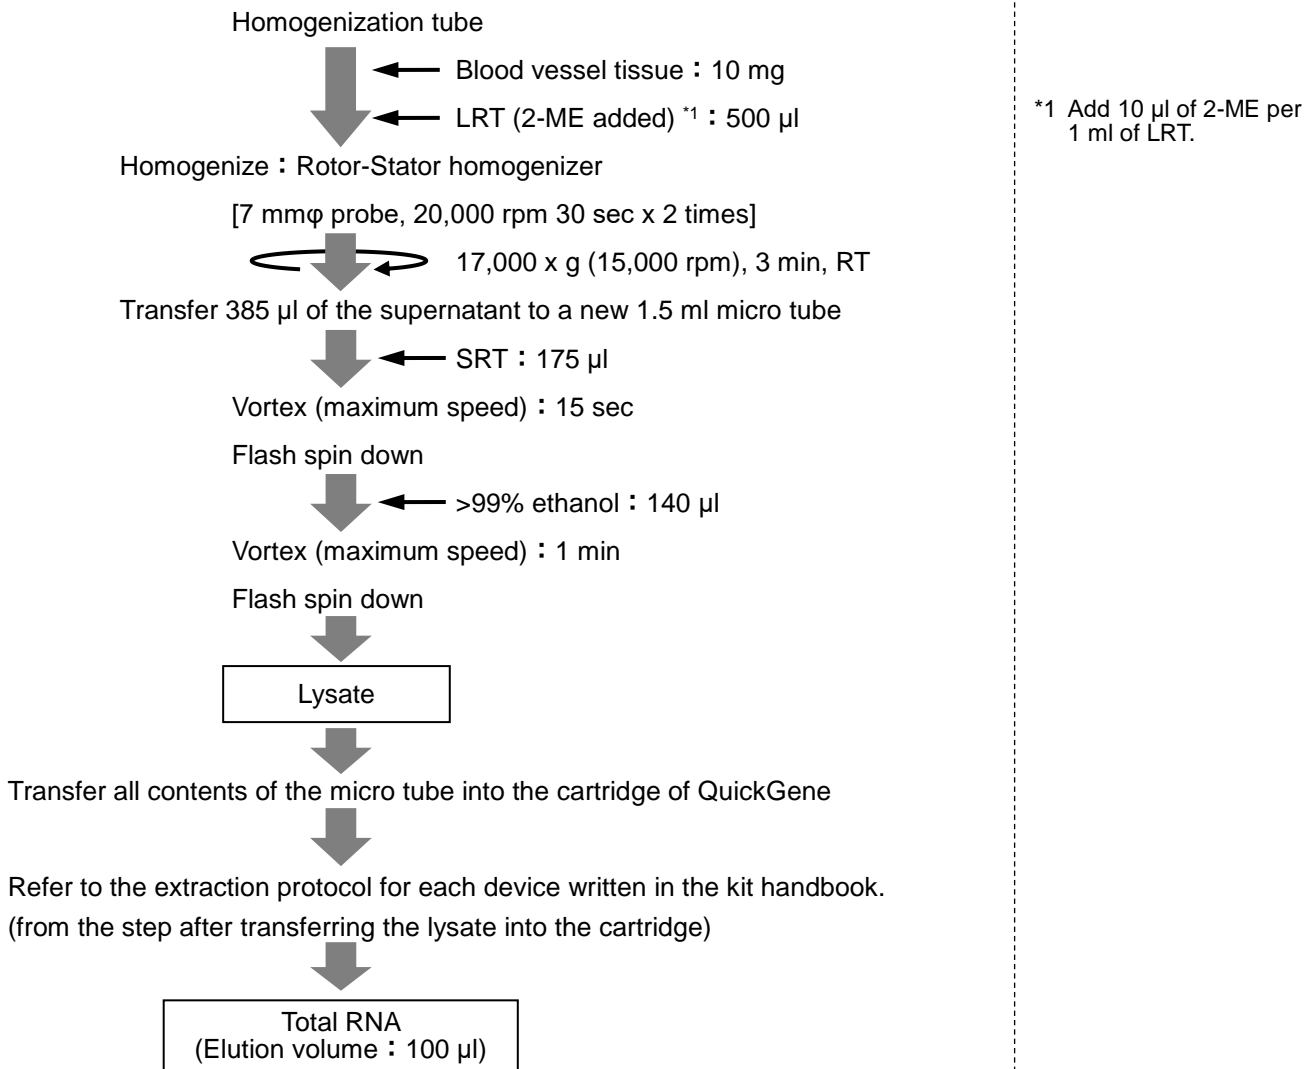 Homogenization tube
Blood vessel tissue：10 mg
LRT (2-ME added) *1：500 µl
*1 Add 10 µl of 2-ME per
1 ml of LRT.
Homogenize：Rotor-Stator homogenizer
[7 mmφ probe, 20,000 rpm 30 sec x 2 times]
17,000 x g (15,000 rpm), 3 min, RT
Transfer 385 µl of the supernatant to a new 1.5 ml micro tube
SRT：175 µl
Vortex (maximum speed)：15 sec
Flash spin down
>99% ethanol：140 µl
Vortex (maximum speed)：1 min
Flash spin down
Lysate
Transfer all contents of the micro tube into the cartridge of QuickGene
Refer to the extraction protocol for each device written in the kit handbook.
(from the step after transferring the lysate into the cartridge)
Total RNA
(Elution volume：100 µl)